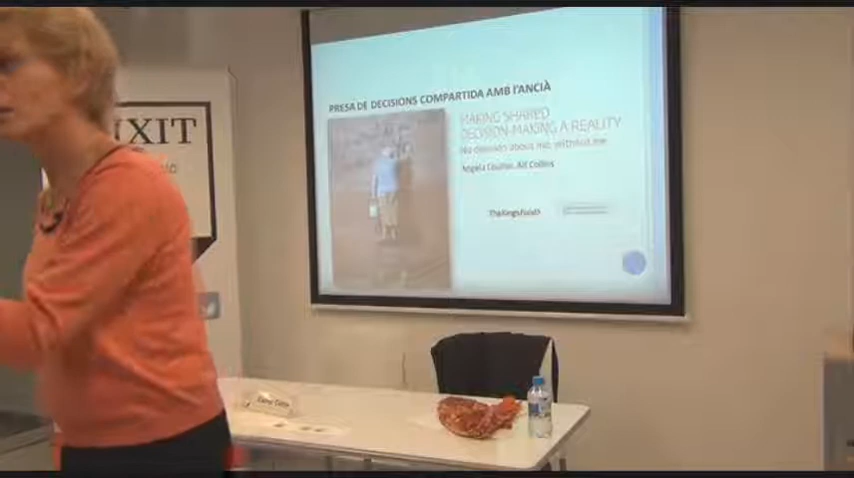 NXIT
PRESA DE DECISIONS COMPARTIDA AMB l'ANCIÀ
MAKING SHARED
DECISION-MAKING A REALITY
No decision about me, without me
Angela Coulter, Alf Collins
TheKingsFund>